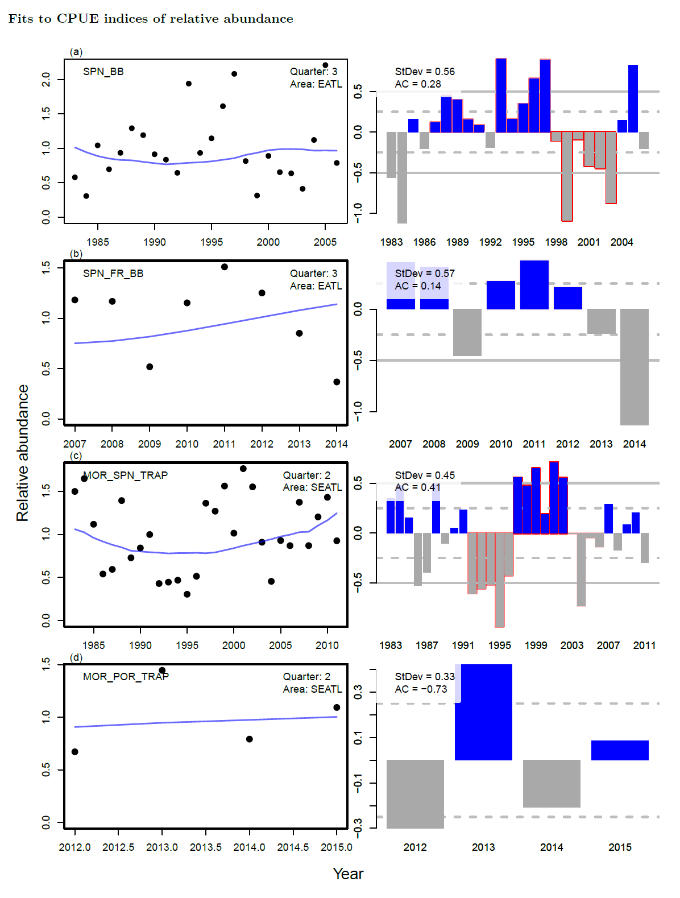 Fits to CPUE indices of relative abundance
(a)
SPN_BB
Quarter: 3
Area: EATL
0.0 0.5 1.0 1.5 2.0
1985 1990 1995 2000 2005
StDev = 0.56
AC = 0.28
−1.0 −0.5 0.0 0.5
1983 1986 1989 1992 1995 1998 2001 2004
(b)
SPN_FR_BB
Quarter: 3
Area: EATL
0.0 0.5 1.0 1.5
2007 2008 2009 2010 2011 2012 2013 2014
StDev = 0.57
AC = 0.14
−1.0 −0.5 0.0
2007 2008 2009 2010 2011 2012 2013 2014
(c)
MOR_SPN_TRAP
Quarter: 2
Area: SEATL
0.0 0.5 1.0 1.5
1985 1990 1995 2000 2005 2010
StDev = 0.45
AC = 0.41
−0.5 0.0 0.5
1983 1987 1991 1995 1999 2003 2007 2011
(d)
MOR_POR_TRAP
Quarter: 2
Area: SEATL
0.0 0.5 1.0 1.5
2012.0 2012.5 2013.0 2013.5 2014.0 2014.5 2015.0
StDev = 0.33
AC = −0.73
−0.3 −0.1 0.1 0.3
2012 2013 2014 2015
Relative abundance
Year